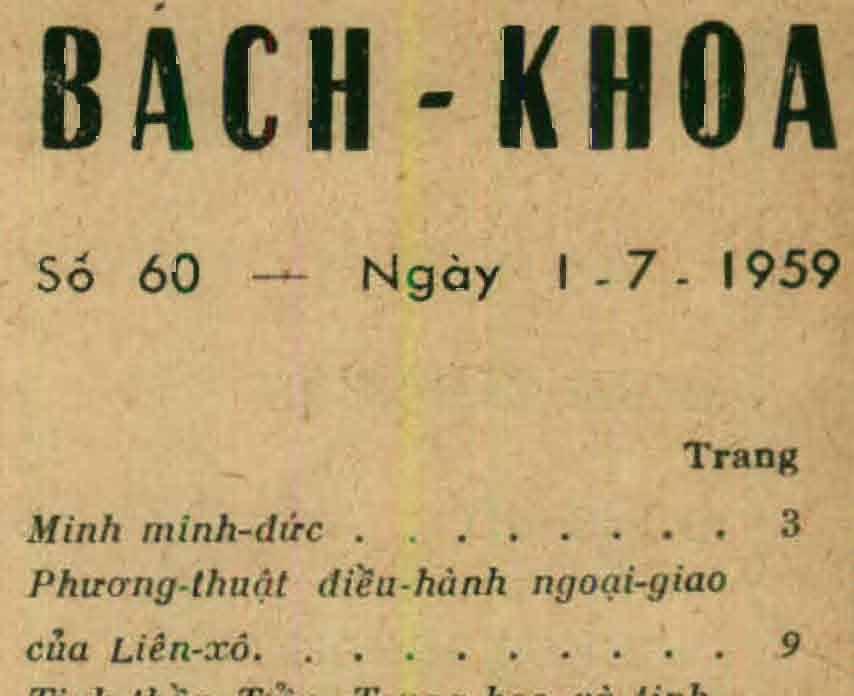 BÁCH - KHOA
Số 60 — Ngày 1 - 7 - 1959
Trang
Minh minh-đức . . . . . . . . 3
Phương-thuật điều-hành ngoại-giao
của Liên-xô. . . . . . . . . . 9